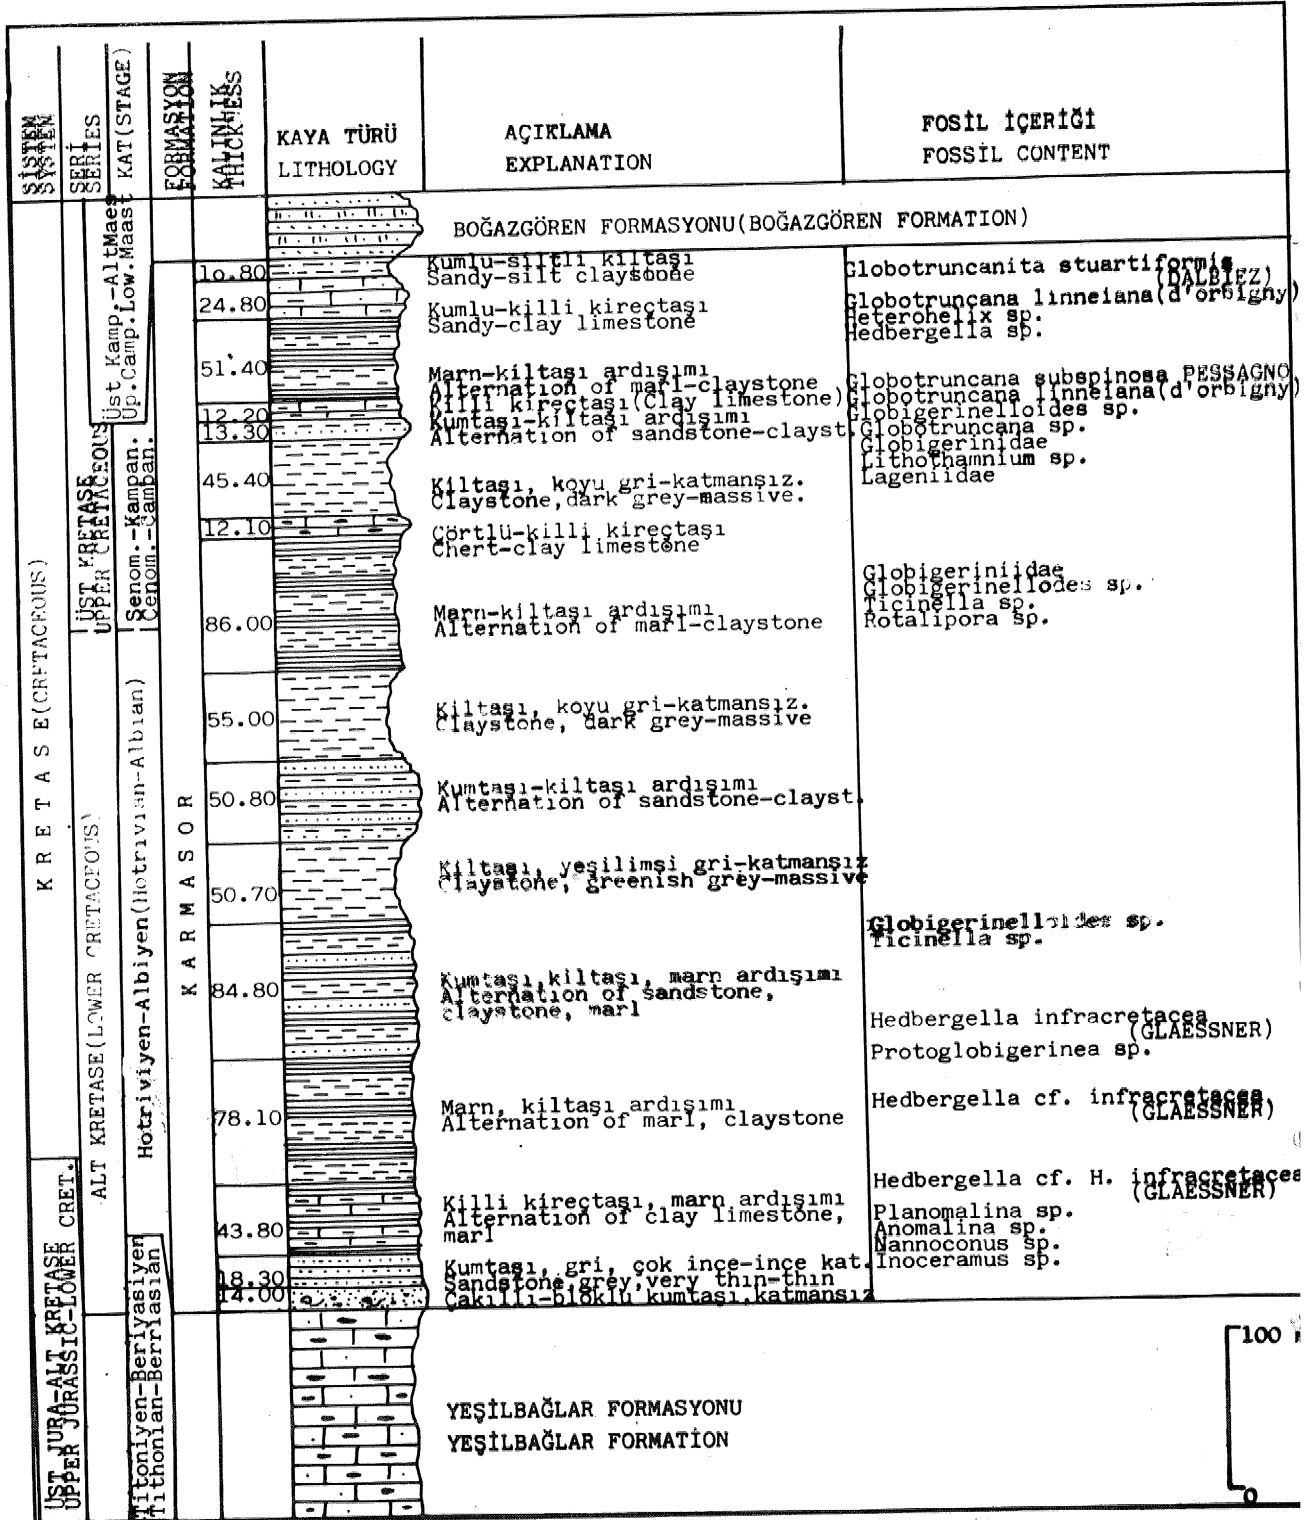 SİSTEM
SYSTEM
SERİ
SERIES
KAT(STAGE)
FORMASYON
FORMATION
KALINLIK
THICKNESS
KAYA TÜRÜ
LITHOLOGY
AÇIKLAMA
EXPLANATION
FOSİL İÇERİĞİ
FOSSİL CONTENT
K R E T A S E(CRETACEOUS)
ÜST JURA-ALT KRETASE
UPPER JURASSIC-LOWER CRET.
ÜST KRETASE
UPPER CRETACEOUS
ALT KRETASE(LOWER CRETACEOUS)
Üst Kamp.-AltMaes
Up.Camp.Low.Maast
Senom.-Kampan.
Cenom.-Campan.
Hotriviyen-Albiyen(Hotrivian-Albian)
Titoniyen-Beriyasiyen
Tithonian-Berriasian
K A R M A S O R
BOĞAZGÖREN FORMASYONU(BOĞAZGÖREN FORMATION)
10.80
Kumlu-siltli kiltaşı
Sandy-silt claystone
24.80
Kumlu-killi kireçtaşı
Sandy-clay limestone
51.40
Marn-kiltaşı ardışımı
Alternation of marl-claystone
12.20
Killi kireçtaşı(Clay limestone)
13.30
Kumtaşı-kiltaşı ardışımı
Alternation of sandstone-clayst.
45.40
Kiltaşı, koyu gri-katmansız.
Claystone,dark grey-massive.
12.10
Çörtlü-killi kireçtaşı
Chert-clay limestone
86.00
Marn-kiltaşı ardışımı
Alternation of marl-claystone
55.00
Kiltaşı, koyu gri-katmansız.
Claystone, dark grey-massive
50.80
Kumtaşı-kiltaşı ardışımı
Alternation of sandstone-clayst.
50.70
Kiltaşı, yeşilimsi gri-katmansız
Claystone, greenish grey-massive
84.80
Kumtaşı,kiltaşı, marn ardışımı
Alternation of sandstone,
claystone, marl
78.10
Marn, kiltaşı ardışımı
Alternation of marl, claystone
43.80
Killi kireçtaşı, marn ardışımı
Alternation of clay limestone,
marl
18.30
Kumtaşı, gri, çok ince-ince kat.
Sandstone,grey,very thın-thın
14.00
Çakıllı-bloklu kumtaşı,katmansız
Globotruncanita stuartiformis
(DALBIEZ)
Globotruncana linneiana(d'orbigny)
Heterohelix sp.
Hedbergella sp.
Globotruncana subspinosa PESSAGNO
Globotruncana linneiana(d'orbigny)
Globigerinelloides sp.
Globotruncana sp.
Globigerinidae
Lithothamnium sp.
Lageniidae
Globigeriniidae
Globigerinellodes sp.
Ticinella sp.
Rotalipora sp.
Globigerinelloides sp.
Ticinella sp.
Hedbergella infracretacea
(GLAESSNER)
Protoglobigerinea sp.
Hedbergella cf. infracretacea
(GLAESSNER)
Hedbergella cf. H. infracretacea
(GLAESSNER)
Planomalina sp.
Anomalina sp.
Nannoconus sp.
Inoceramus sp.
YEŞİLBAĞLAR FORMASYONU
YEŞİLBAĞLAR FORMATİON
100
0